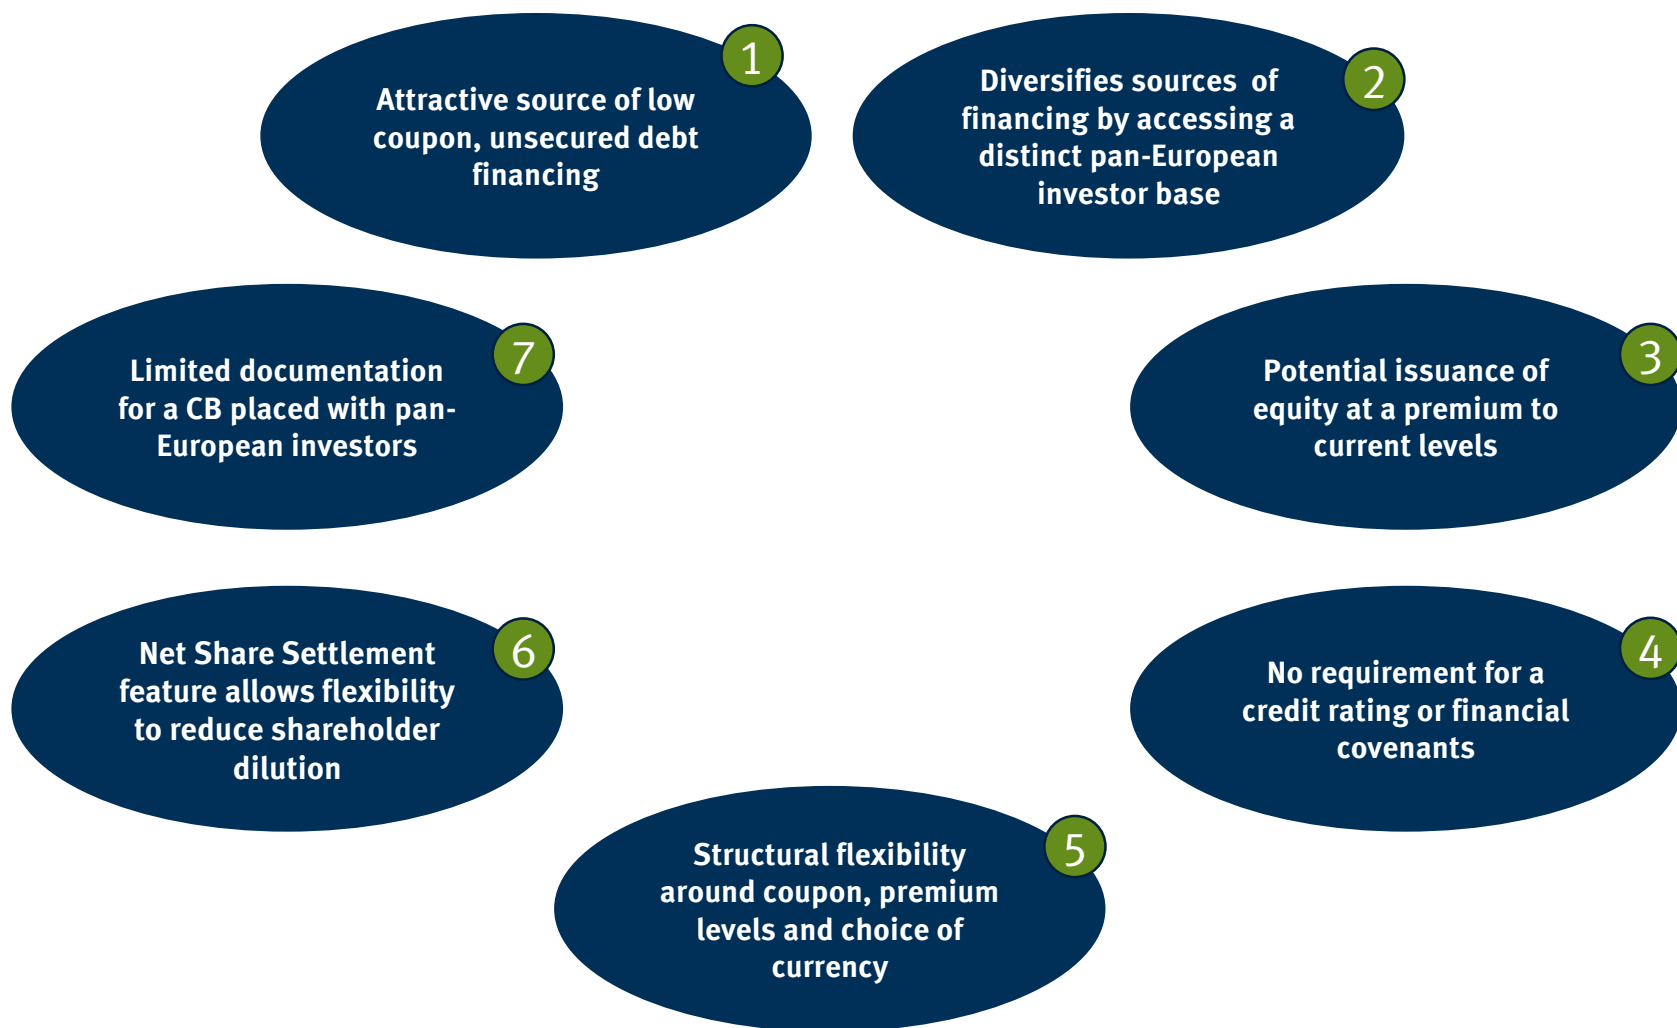 1
Attractive source of low
coupon, unsecured debt
financing
2
Diversifies sources of
financing by accessing a
distinct pan-European
investor base
3
Potential issuance of
equity at a premium to
current levels
4
No requirement for a
credit rating or financial
covenants
5
Structural flexibility
around coupon, premium
levels and choice of
currency
6
Net Share Settlement
feature allows flexibility
to reduce shareholder
dilution
7
Limited documentation
for a CB placed with pan-
European investors